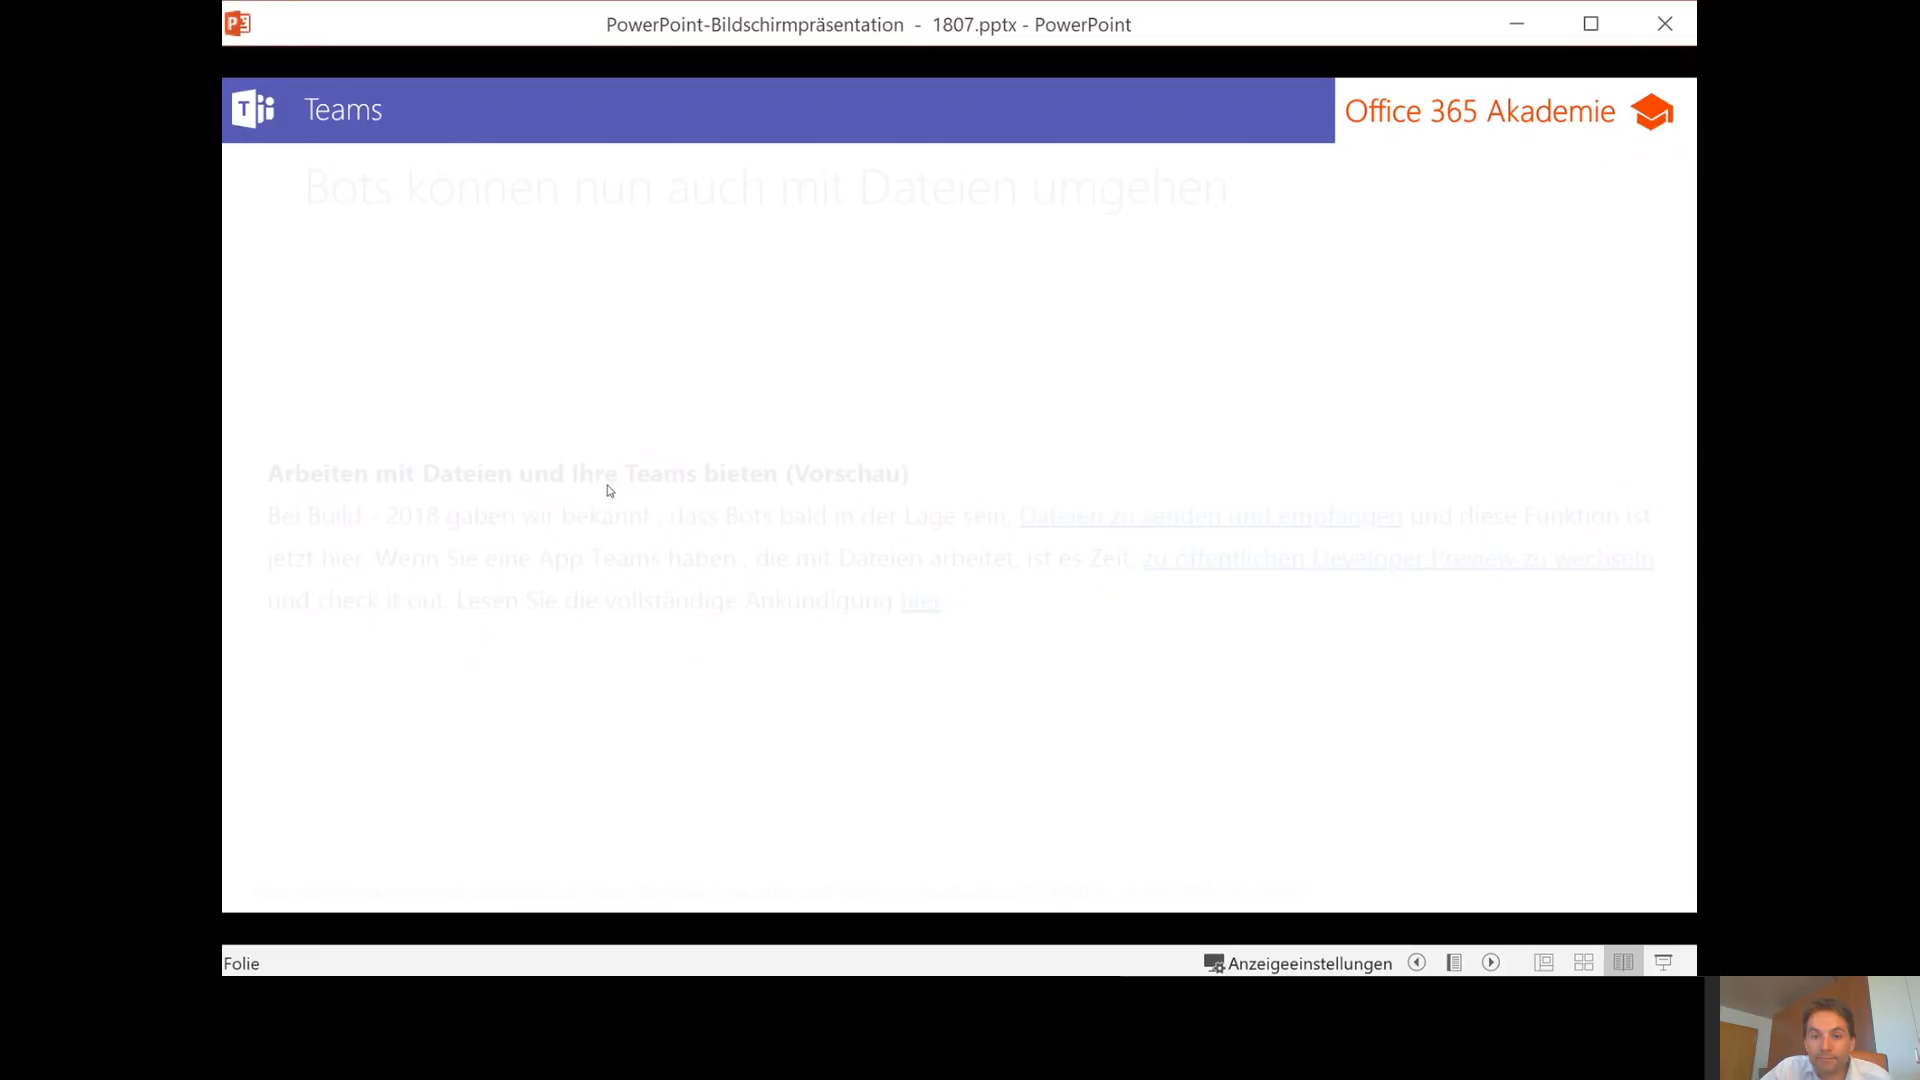 PowerPoint-Bildschirmpräsentation - 1807.pptx - PowerPoint
Teams
Office 365 Akademie
Bots können nun auch mit Dateien umgehen
Arbeiten mit Dateien und Ihre Teams bieten (Vorschau)
Bei Build - 2018 gaben wir bekannt , dass Bots bald in der Lage sein, Dateien zu senden und empfangen und diese Funktion ist
jetzt hier. Wenn Sie eine App Teams haben , die mit Dateien arbeitet, ist es Zeit, zu öffentlichen Developer Preview zu wechseln
und check it out. Lesen Sie die vollständige Ankündigung hier
Folie
Anzeigeeinstellungen